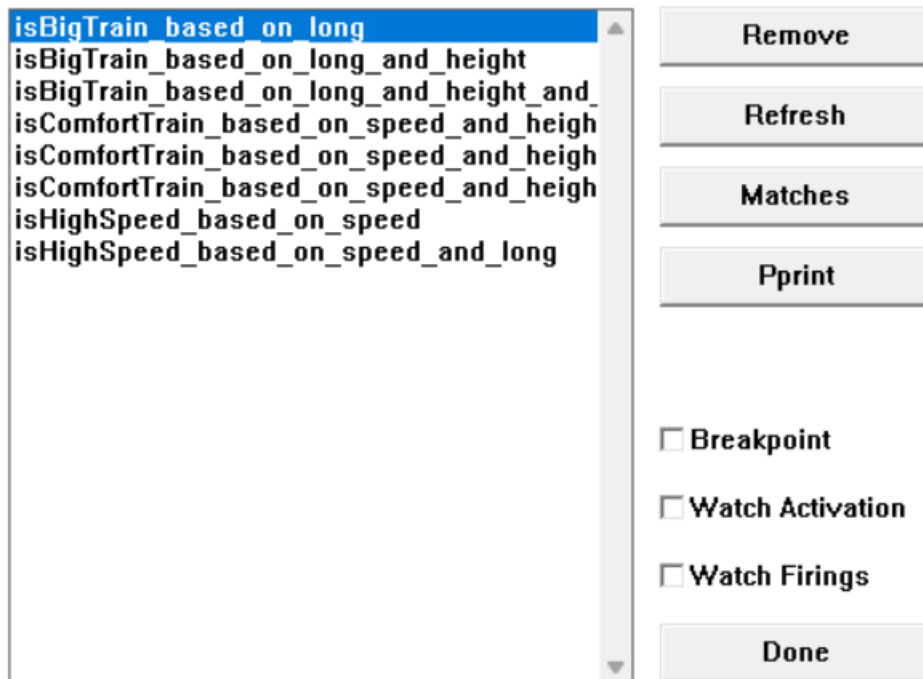 isBigTrain_based_on_long
isBigTrain_based_on_long_and_height
isBigTrain_based_on_long_and_height_and_
isComfortTrain_based_on_speed_and_heigh
isComfortTrain_based_on_speed_and_heigh
isComfortTrain_based_on_speed_and_heigh
isHighSpeed_based_on_speed
isHighSpeed_based_on_speed_and_long
Remove
Refresh
Matches
Pprint
Breakpoint
Watch Activation
Watch Firings
Done